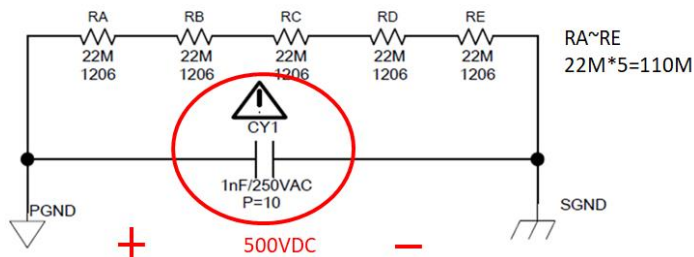 RA RB RC RD RE
22M 22M 22M 22M 22M
1206 1206 1206 1206 1206
RA~RE
22M*5=110M
!
CY1
1nF/250VAC
P=10
PGND
SGND
+ 500VDC −